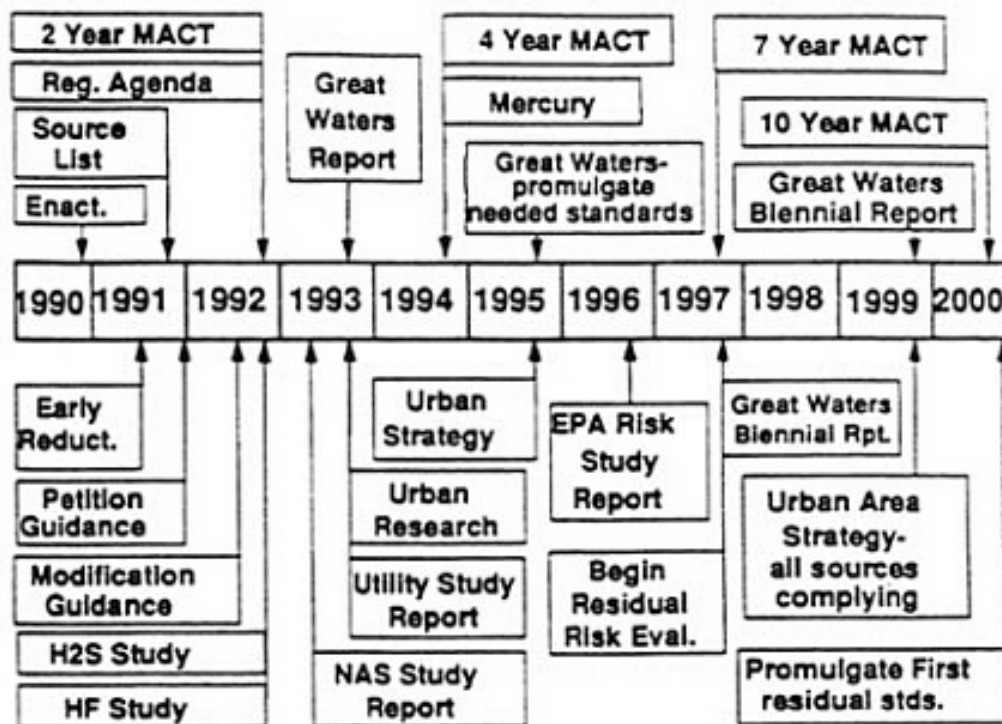 2 Year MACT
Reg. Agenda
Source
List
Enact.
Great
Waters
Report
4 Year MACT
Mercury
Great Waters-
promulgate
needed standards
7 Year MACT
10 Year MACT
Great Waters
Biennial Report
1990 1991 1992 1993 1994 1995 1996 1997 1998 1999 2000
Early
Reduct.
Petition
Guidance
Modification
Guidance
H2S Study
HF Study
Urban
Strategy
Urban
Research
Utility Study
Report
NAS Study
Report
EPA Risk
Study
Report
Begin
Residual
Risk Eval.
Great Waters
Biennial Rpt.
Urban Area
Strategy-
all sources
complying
Promulgate First
residual stds.